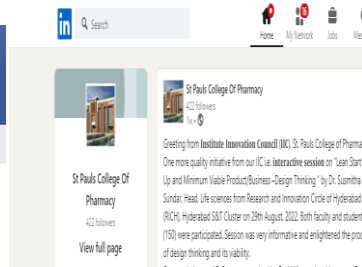 in
Search
Home
My Network
Jobs
St Pauls College Of Pharmacy
422 followers
1w •
Greeting from Institute Innovation Council (IIC), St. Pauls College of Pharma
One more quality initiative from our IIC i.e. interactive session on "Lean Start
Up and Minimum Viable Product/Business –Design Thinking " by Dr. Susmitha
Sundar, Head, Life sciences from Research and Innovation Circle of Hyderabad
(RICH), Hyderabad S&T Cluster on 29th August, 2022. Both faculty and student
(150) were participated. Session was very informative and enlightened the proc
of design thinking and its viability.
St Pauls College Of
Pharmacy
422 followers
View full page